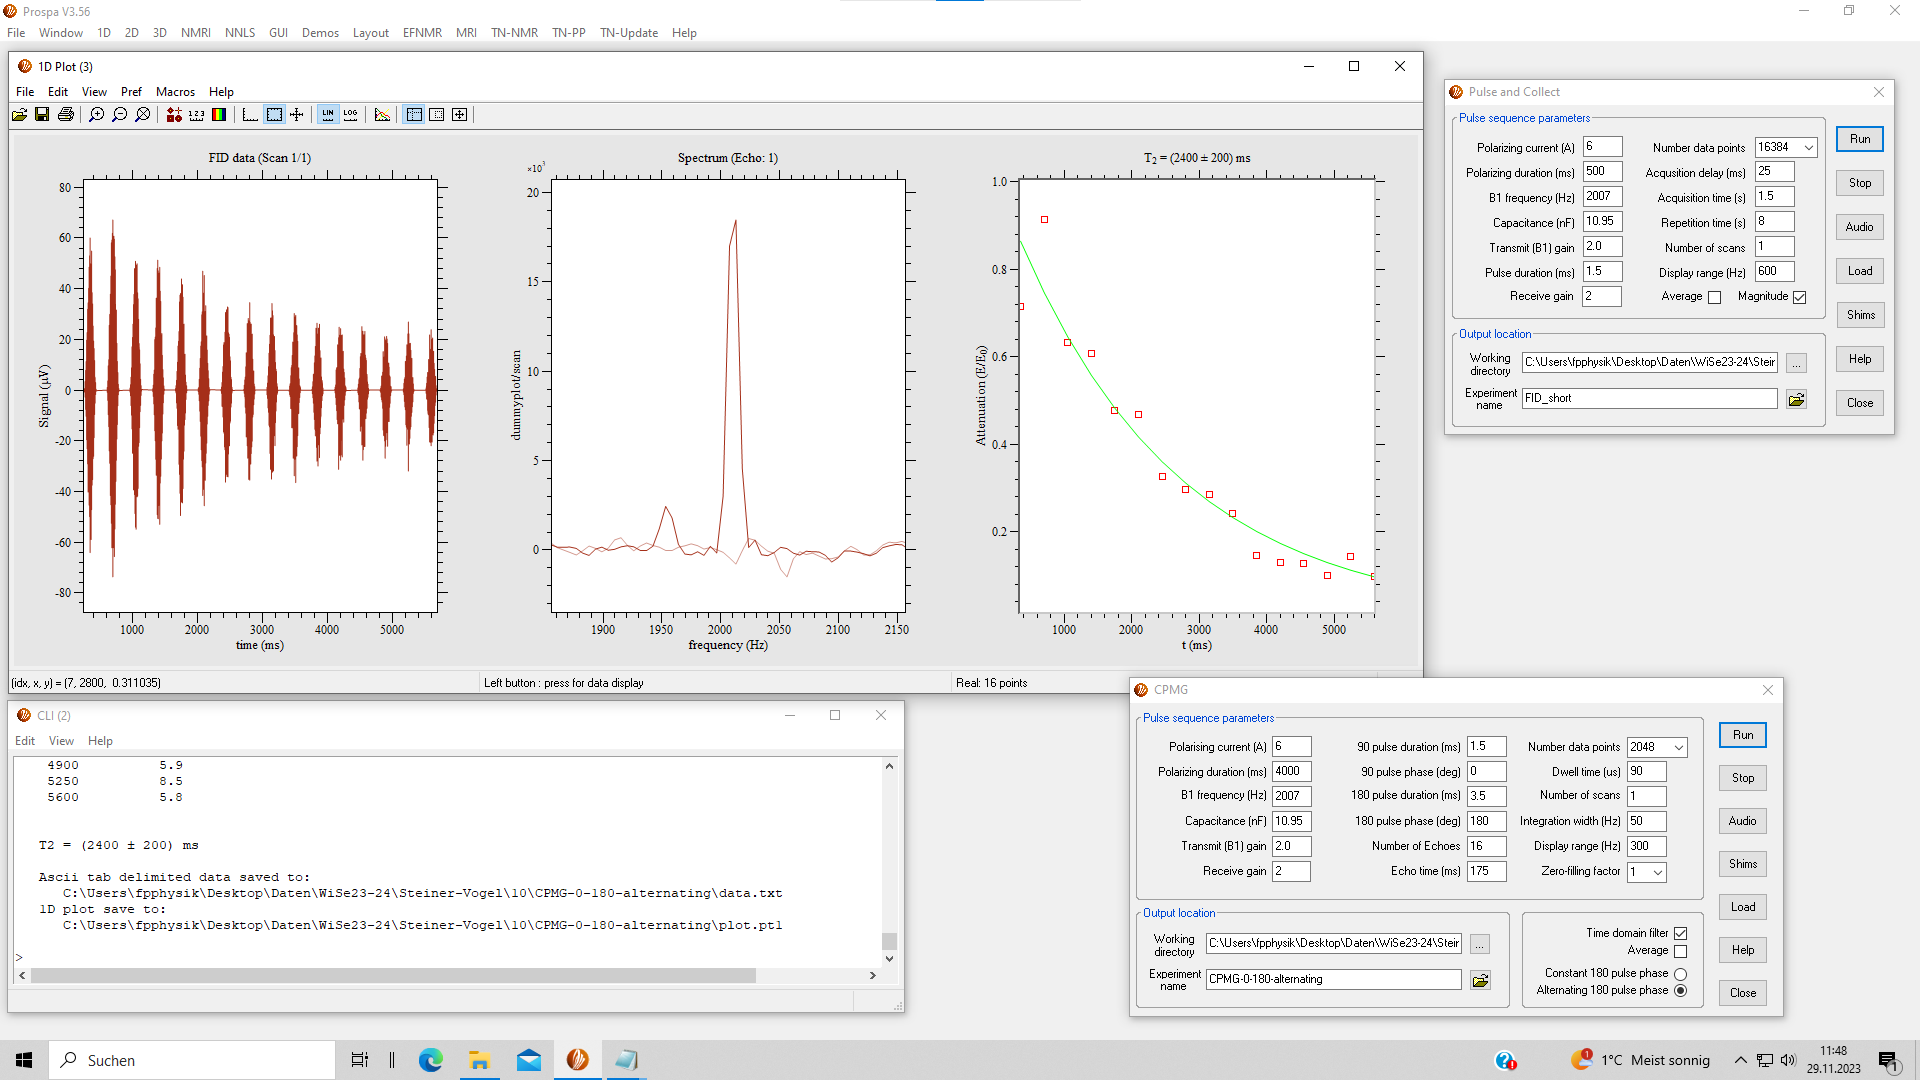 Prospa V3.56
File Window 1D 2D 3D NMRI NNLS GUI Demos Layout EFNMR MRI TN-NMR TN-PP TN-Update Help
1D Plot (3)
File Edit View Pref Macros Help
1 2 3 LIN LOG
FID data (Scan 1/1)
80
60
40
20
0
-20
-40
-60
-80
Signal (µV)
1000 2000 3000 4000 5000
time (ms)
Spectrum (Echo: 1)
×10³
20
15
10
5
0
dummyplot/scan
1900 1950 2000 2050 2100 2150
frequency (Hz)
T₂ = (2400 ± 200) ms
1.0
0.8
0.6
0.4
0.2
Attenuation (E/E₀)
1000 2000 3000 4000 5000
t (ms)
(idx, x, y) = (7, 2800, 0.311035) Left button : press for data display Real: 16 points
Pulse and Collect
Pulse sequence parameters
Polarizing current (A) 6 Number data points 16384 Run
Polarizing duration (ms) 500 Acqusition delay (ms) 25 Stop
B1 frequency (Hz) 2007 Acquisition time (s) 1.5
Capacitance (nF) 10.95 Repetition time (s) 8 Audio
Transmit (B1) gain 2.0 Number of scans 1
Pulse duration (ms) 1.5 Display range (Hz) 600 Load
Receive gain 2 Average Magnitude
Shims
Output location
Working directory C:\Users\fpphysik\Desktop\Daten\WiSe23-24\Steir ... Help
Experiment name FID_short Close
CLI (2)
Edit View Help
4900 5.9
5250 8.5
5600 5.8
T2 = (2400 ± 200) ms
Ascii tab delimited data saved to:
C:\Users\fpphysik\Desktop\Daten\WiSe23-24\Steiner-Vogel\10\CPMG-0-180-alternating\data.txt
1D plot save to:
C:\Users\fpphysik\Desktop\Daten\WiSe23-24\Steiner-Vogel\10\CPMG-0-180-alternating\plot.pt1
>
CPMG
Pulse sequence parameters
Polarising current (A) 6 90 pulse duration (ms) 1.5 Number data points 2048 Run
Polarizing duration (ms) 4000 90 pulse phase (deg) 0 Dwell time (us) 90 Stop
B1 frequency (Hz) 2007 180 pulse duration (ms) 3.5 Number of scans 1
Capacitance (nF) 10.95 180 pulse phase (deg) 180 Integration width (Hz) 50 Audio
Transmit (B1) gain 2.0 Number of Echoes 16 Display range (Hz) 300
Receive gain 2 Echo time (ms) 175 Zero-filling factor 1 Shims
Load
Output location
Working directory C:\Users\fpphysik\Desktop\Daten\WiSe23-24\Steir ...
Experiment name CPMG-0-180-alternating
Time domain filter
Average
Constant 180 pulse phase
Alternating 180 pulse phase
Help
Close
Suchen
1
1°C Meist sonnig
11:48
29.11.2023
1